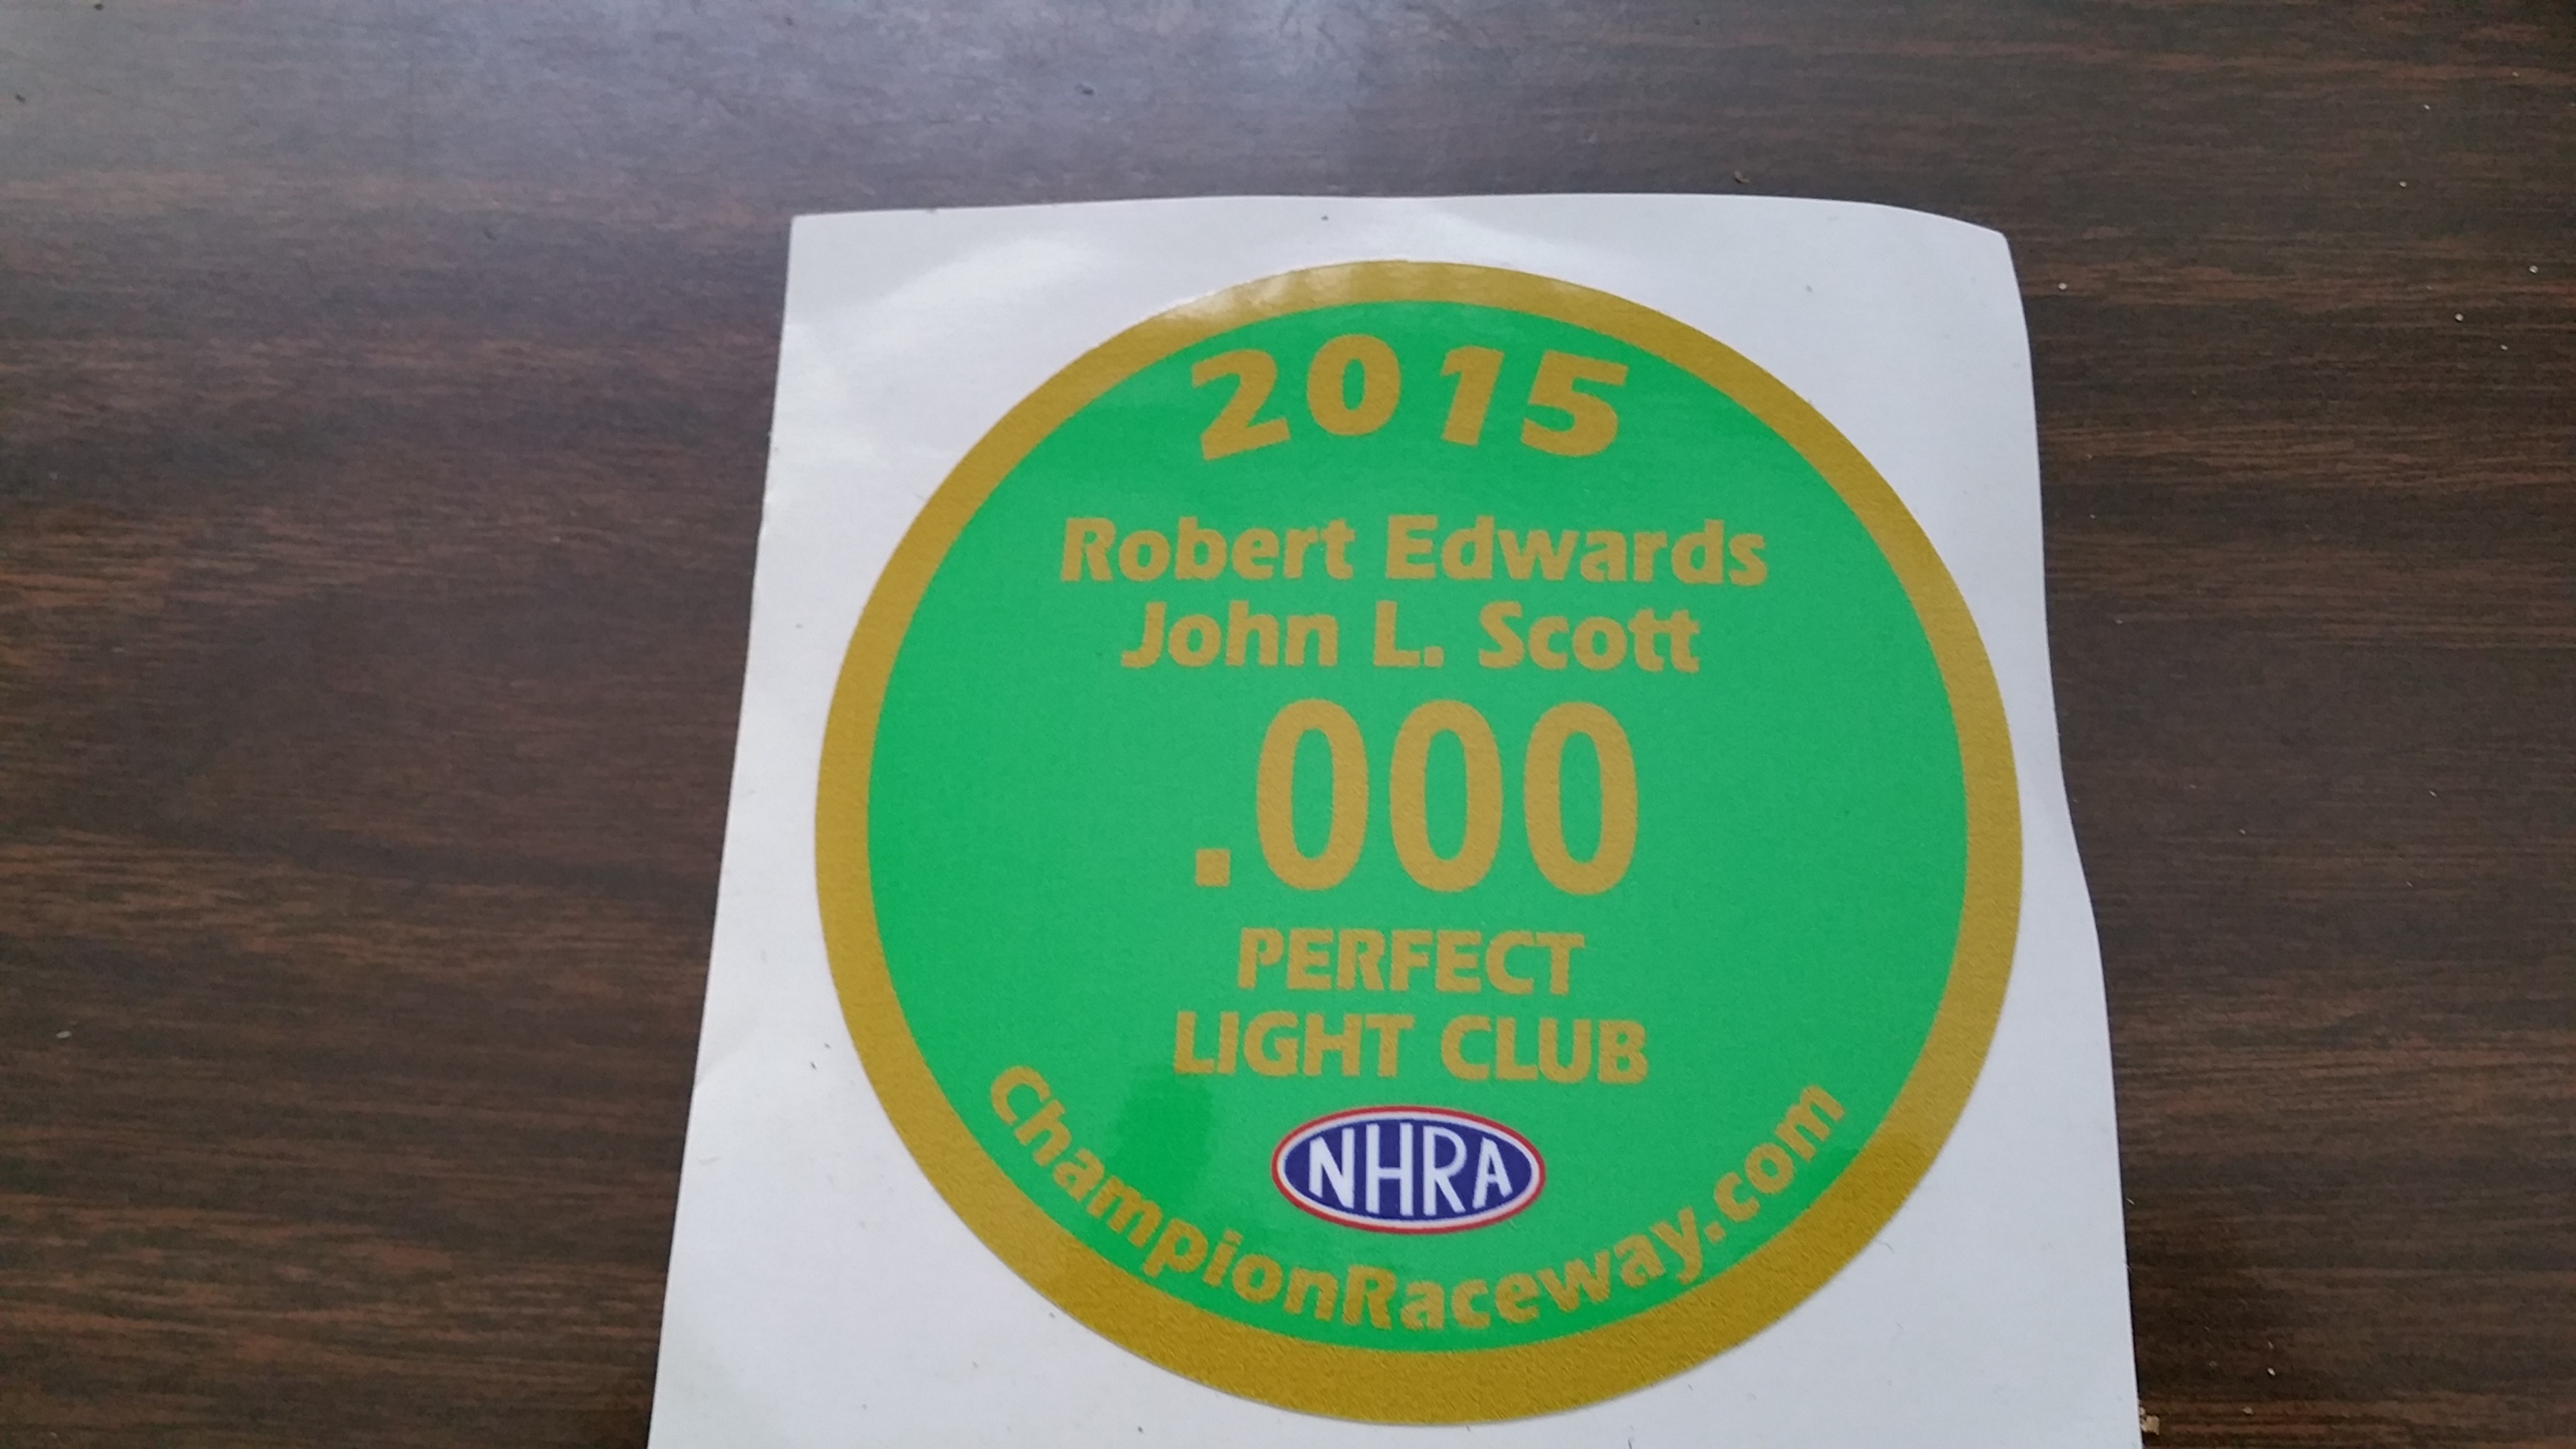 2015
Robert Edwards
John L. Scott
.000
PERFECT
LIGHT CLUB
NHRA
ChampionRaceway.com